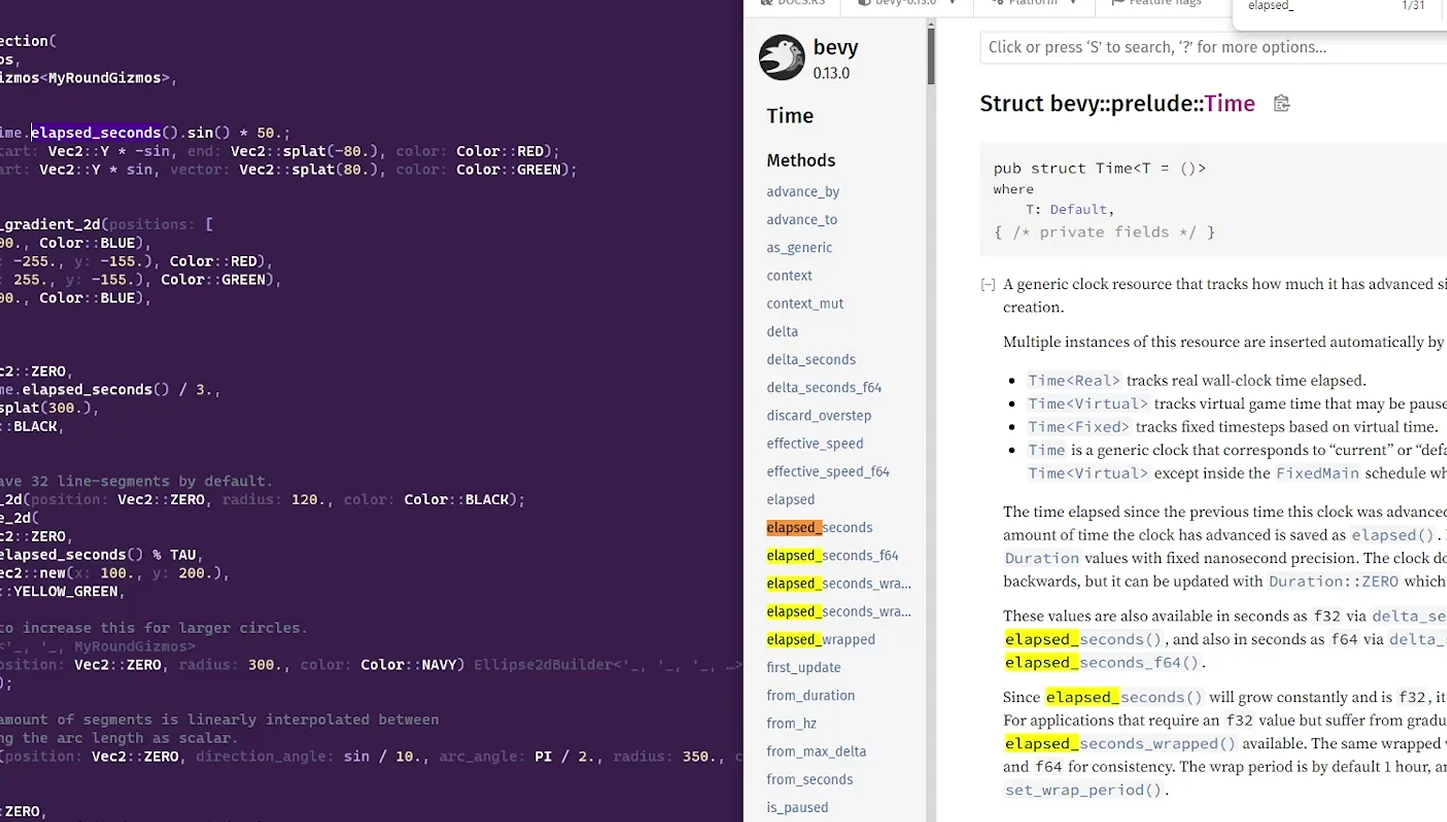 ection(
os,
izmos<MyRoundGizmo>,
ime.elapsed_seconds().sin() * 50.;
tart: Vec2::Y * -sin, end: Vec2::splat(-80.), color: Color::RED);
art: Vec2::Y * sin, vector: Vec2::splat(80.), color: Color::GREEN);
_gradient_2d(positions: [
00., Color::BLUE),
: -255., y: -155.), Color::RED),
: 255., y: -155.), Color::GREEN),
00., Color::BLUE),
c2::ZERO,
me.elapsed_seconds() / 3.,
splat(300.),
::BLACK,
ave 32 line-segments by default.
_2d(position: Vec2::ZERO, radius: 120., color: Color::BLACK);
e_2d(
c2::ZERO,
elapsed_seconds() % TAU,
ec2::new(x: 100., y: 200.),
::YELLOW_GREEN,
to increase this for larger circles.
<'_, '_, MyRoundGizmos>
osition: Vec2::ZERO, radius: 300., color: Color::NAVY) Ellipse2dBuilder<'_, '_, '_, …>
);
amount of segments is linearly interpolated between
ng the arc length as scalar.
(position: Vec2::ZERO, direction_angle: sin / 10., arc_angle: PI / 2., radius: 350., c
:ZERO,
DOCS.RS
bevy-0.13.0
Platform
Feature flags
elapsed_
1/31
bevy
0.13.0
Time
Methods
advance_by
advance_to
as_generic
context
context_mut
delta
delta_seconds
delta_seconds_f64
discard_overstep
effective_speed
effective_speed_f64
elapsed
elapsed_seconds
elapsed_seconds_f64
elapsed_seconds_wra...
elapsed_seconds_wra...
elapsed_wrapped
first_update
from_duration
from_hz
from_max_delta
from_seconds
is_paused
Click or press ‘S’ to search, ‘?’ for more options…
Struct bevy::prelude::Time
pub struct Time<T = ()>
where
T: Default,
{ /* private fields */ }
[−] A generic clock resource that tracks how much it has advanced si
creation.
Multiple instances of this resource are inserted automatically by
• Time<Real> tracks real wall-clock time elapsed.
• Time<Virtual> tracks virtual game time that may be pause
• Time<Fixed> tracks fixed timesteps based on virtual time.
• Time is a generic clock that corresponds to “current” or “defa
Time<Virtual> except inside the FixedMain schedule wh
The time elapsed since the previous time this clock was advanced
amount of time the clock has advanced is saved as elapsed().
Duration values with fixed nanosecond precision. The clock do
backwards, but it can be updated with Duration::ZERO which
These values are also available in seconds as f32 via delta_se
elapsed_seconds(), and also in seconds as f64 via delta_
elapsed_seconds_f64().
Since elapsed_seconds() will grow constantly and is f32, it
For applications that require an f32 value but suffer from gradu
elapsed_seconds_wrapped() available. The same wrapped
and f64 for consistency. The wrap period is by default 1 hour, an
set_wrap_period().